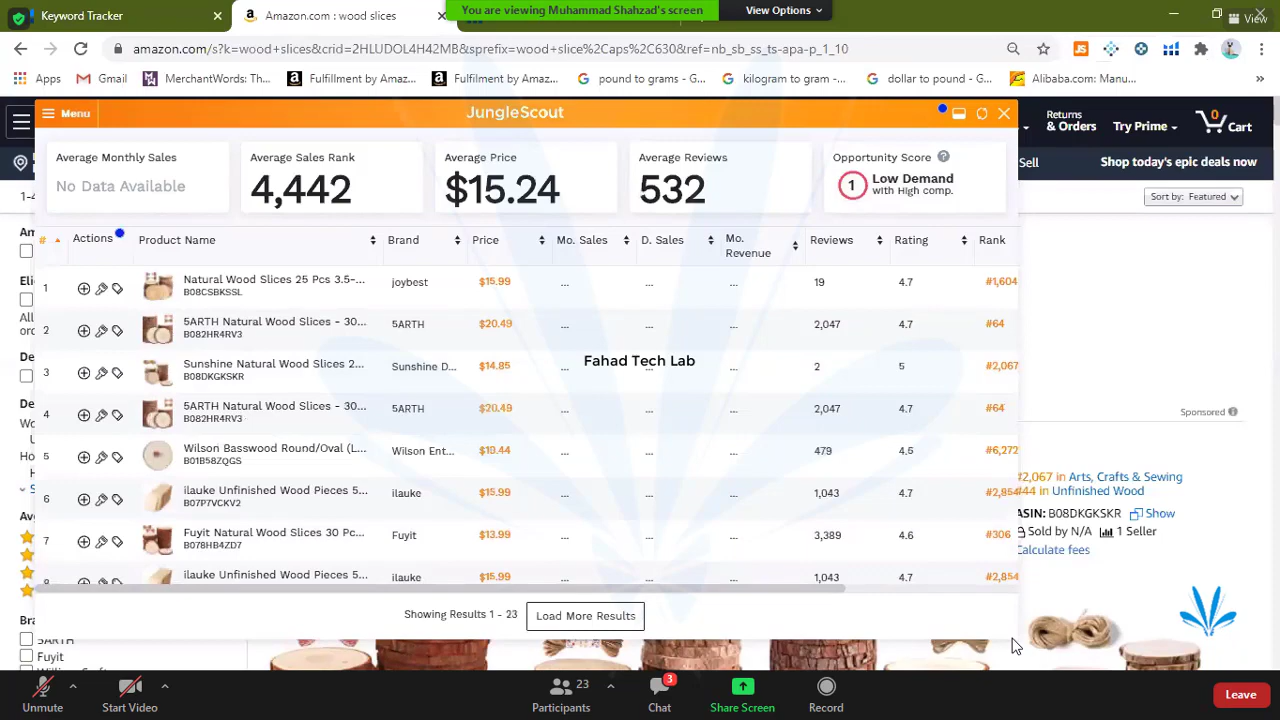 Keyword Tracker
Amazon.com : wood slices
You are viewing Muhammad Shahzad's screen
View Options
View
amazon.com/s?k=wood+slices&crid=2HLUDOL4H42MB&sprefix=wood+slice%2Caps%2C630&ref=nb_sb_ss_ts-apa-p_1_10
Apps
Gmail
MerchantWords: Th...
Fulfillment by Amaz...
Fulfilment by Amaz...
pound to grams - G...
kilogram to gram -...
dollar to pound - G...
Alibaba.com: Manu...
Menu
JungleScout
Returns
& Orders
Try Prime
0
Cart
Sell
Shop today's epic deals now
Sort by: Featured
Average Monthly Sales
No Data Available
Average Sales Rank
4,442
Average Price
$15.24
Average Reviews
532
Opportunity Score
1
Low Demand
with High comp.
# Actions Product Name Brand Price Mo. Sales D. Sales Mo. Revenue Reviews Rating Rank
1 Natural Wood Slices 25 Pcs 3.5-... joybest $15.99 ... ... ... 19 4.7 #1,604
B08CSBKSSL
2 5ARTH Natural Wood Slices - 30... 5ARTH $20.49 ... ... ... 2,047 4.7 #64
B082HR4RV3
3 Sunshine Natural Wood Slices 2... Sunshine D... $14.85 ... ... ... 2 5 #2,067
B08DKGKSKR
Fahad Tech Lab
4 5ARTH Natural Wood Slices - 30... 5ARTH $20.49 ... ... ... 2,047 4.7 #64
B082HR4RV3
5 Wilson Basswood Round/Oval (L... Wilson Ent... $10.44 ... ... ... 479 4.5 #6,272
B01B58ZQGS
6 ilauke Unfinished Wood Pieces 5... ilauke $15.99 ... ... ... 1,043 4.7 #2,854
B07P7VCKV2
7 Fuyit Natural Wood Slices 30 Pc... Fuyit $13.99 ... ... ... 3,389 4.6 #306
B078HB4ZD7
8 ilauke Unfinished Wood Pieces 5... ilauke $15.99 ... ... ... 1,043 4.7 #2,854
Showing Results 1 - 23
Load More Results
Sponsored
#2,067 in Arts, Crafts & Sewing
#44 in Unfinished Wood
ASIN: B08DKGKSKR Show
Sold by N/A 1 Seller
Calculate fees
5ARTH
Fuyit
Unmute
Start Video
23
Participants
3
Chat
Share Screen
Record
Leave